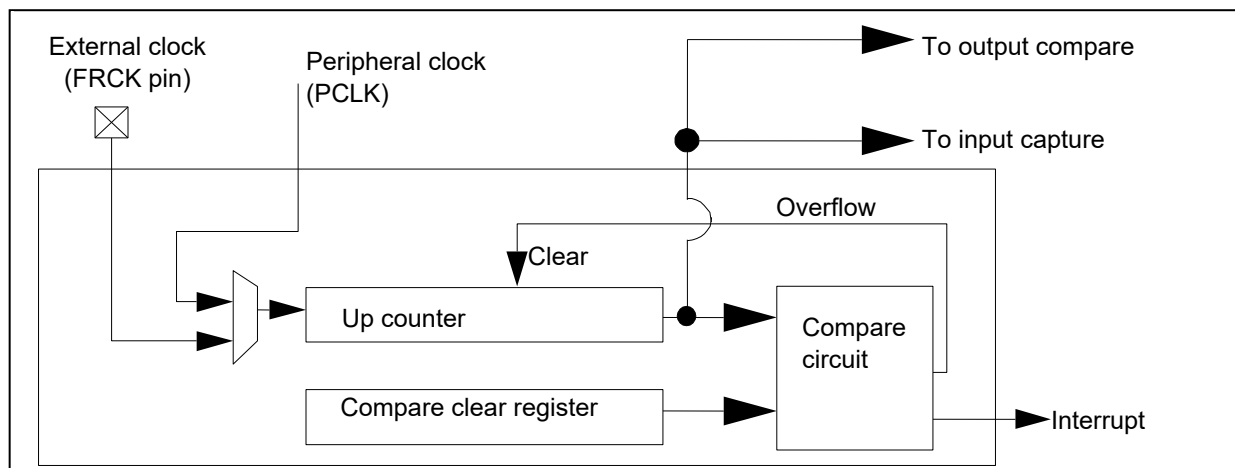 External clock
(FRCK pin)
Peripheral clock
(PCLK)
To output compare
To input capture
Overflow
Clear
Up counter
Compare
circuit
Compare clear register
Interrupt